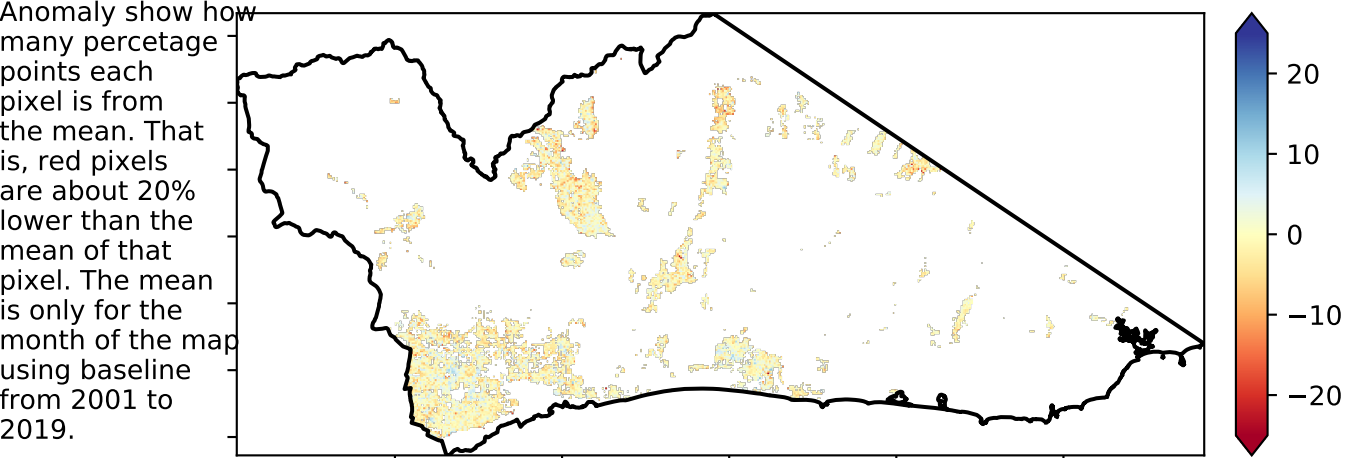 Anomaly show how
many percetage
points each
pixel is from
the mean. That
is, red pixels
are about 20%
lower than the
mean of that
pixel. The mean
is only for the
month of the map
using baseline
from 2001 to
2019.
20
10
0
−10
−20